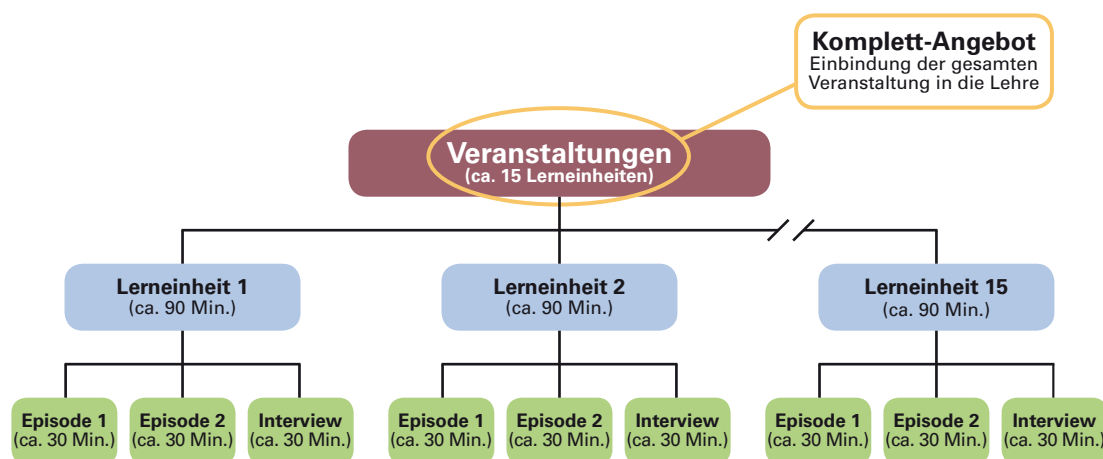 Komplett-Angebot
Einbindung der gesamten
Veranstaltung in die Lehre
Veranstaltungen
(ca. 15 Lerneinheiten)
Lerneinheit 1
(ca. 90 Min.)
Lerneinheit 2
(ca. 90 Min.)
Lerneinheit 15
(ca. 90 Min.)
Episode 1
(ca. 30 Min.)
Episode 2
(ca. 30 Min.)
Interview
(ca. 30 Min.)
Episode 1
(ca. 30 Min.)
Episode 2
(ca. 30 Min.)
Interview
(ca. 30 Min.)
Episode 1
(ca. 30 Min.)
Episode 2
(ca. 30 Min.)
Interview
(ca. 30 Min.)